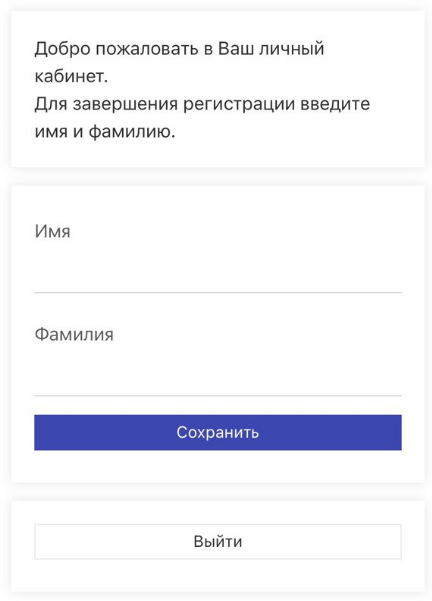 Добро пожаловать в Ваш личный
кабинет.
Для завершения регистрации введите
имя и фамилию.
Имя
Фамилия
Сохранить
Выйти